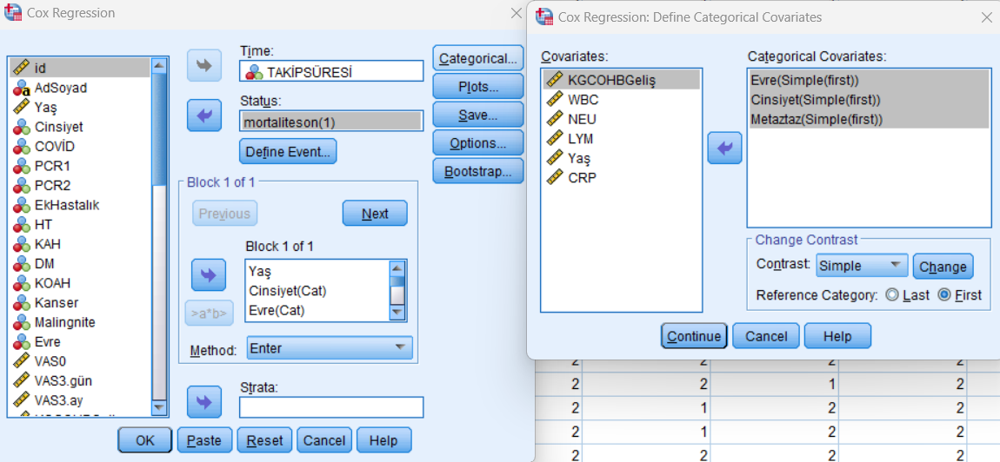 Cox Regression
id
AdSoyad
Yaş
Cinsiyet
COVİD
PCR1
PCR2
EkHastalık
HT
KAH
DM
KOAH
Kanser
Malingnite
Evre
VAS0
VAS3.gün
VAS3.ay
Time:
TAKİPSÜRESİ
Status:
mortaliteson(1)
Define Event...
Block 1 of 1
Previous
Next
Block 1 of 1
Yaş
Cinsiyet(Cat)
Evre(Cat)
>a*b>
Method:
Enter
Strata:
Categorical...
Plots...
Save...
Options...
Bootstrap...
OK
Paste
Reset
Cancel
Help
Cox Regression: Define Categorical Covariates
Covariates:
KGCOHBGeliş
WBC
NEU
LYM
Yaş
CRP
Categorical Covariates:
Evre(Simple(first))
Cinsiyet(Simple(first))
Metaztaz(Simple(first))
Change Contrast
Contrast: Simple Change
Reference Category: Last First
Continue
Cancel
Help
2 2 2 2
2 2 1 2
2 1 2 2
2 1 2 2
2 2 2 2